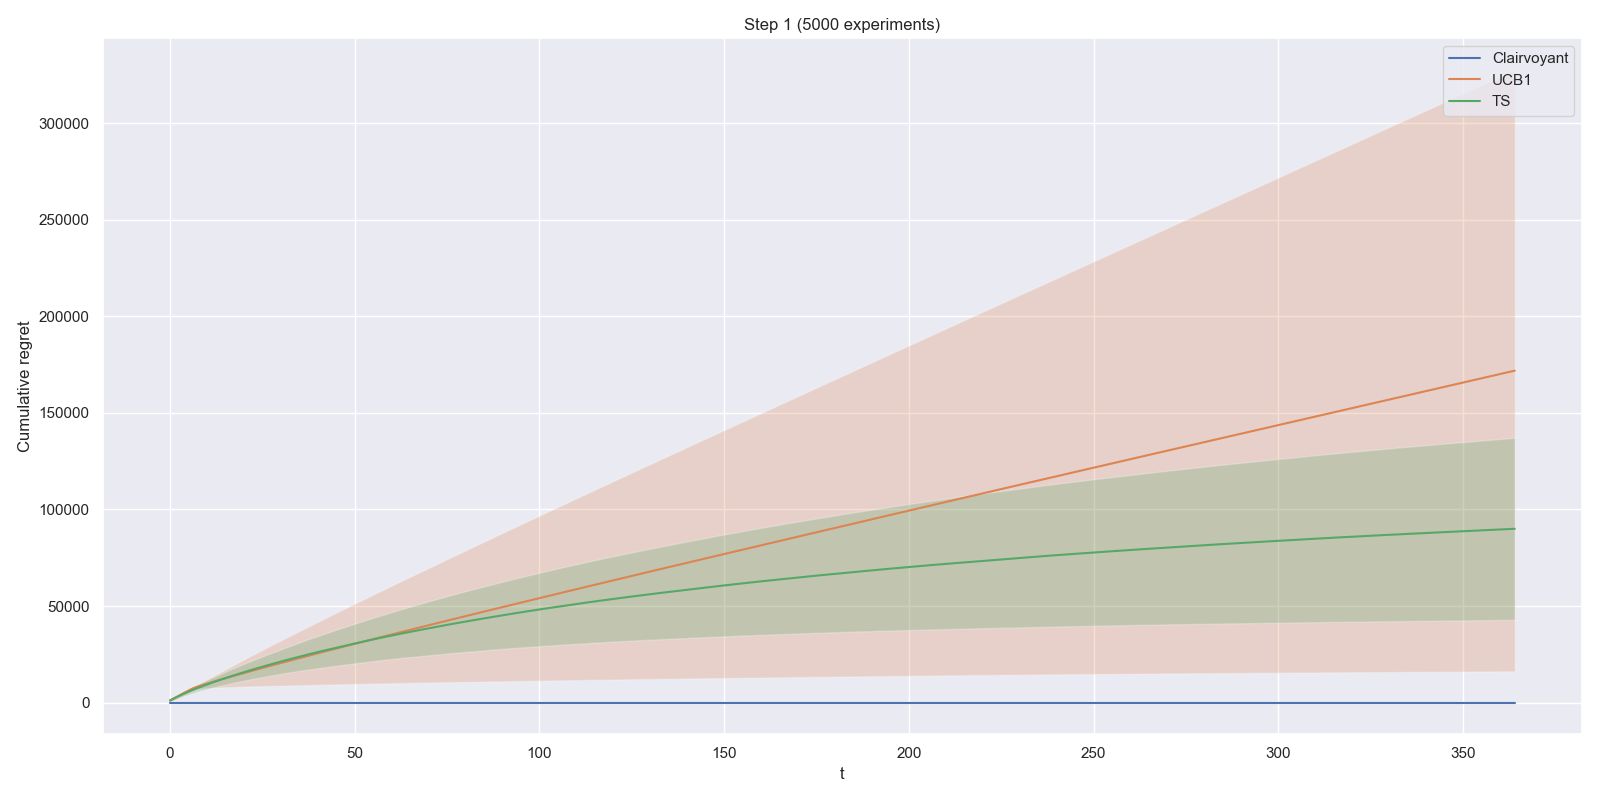 Step 1 (5000 experiments)
Clairvoyant
UCB1
TS
Cumulative regret
300000
250000
200000
150000
100000
50000
0
0 50 100 150 200 250 300 350
t